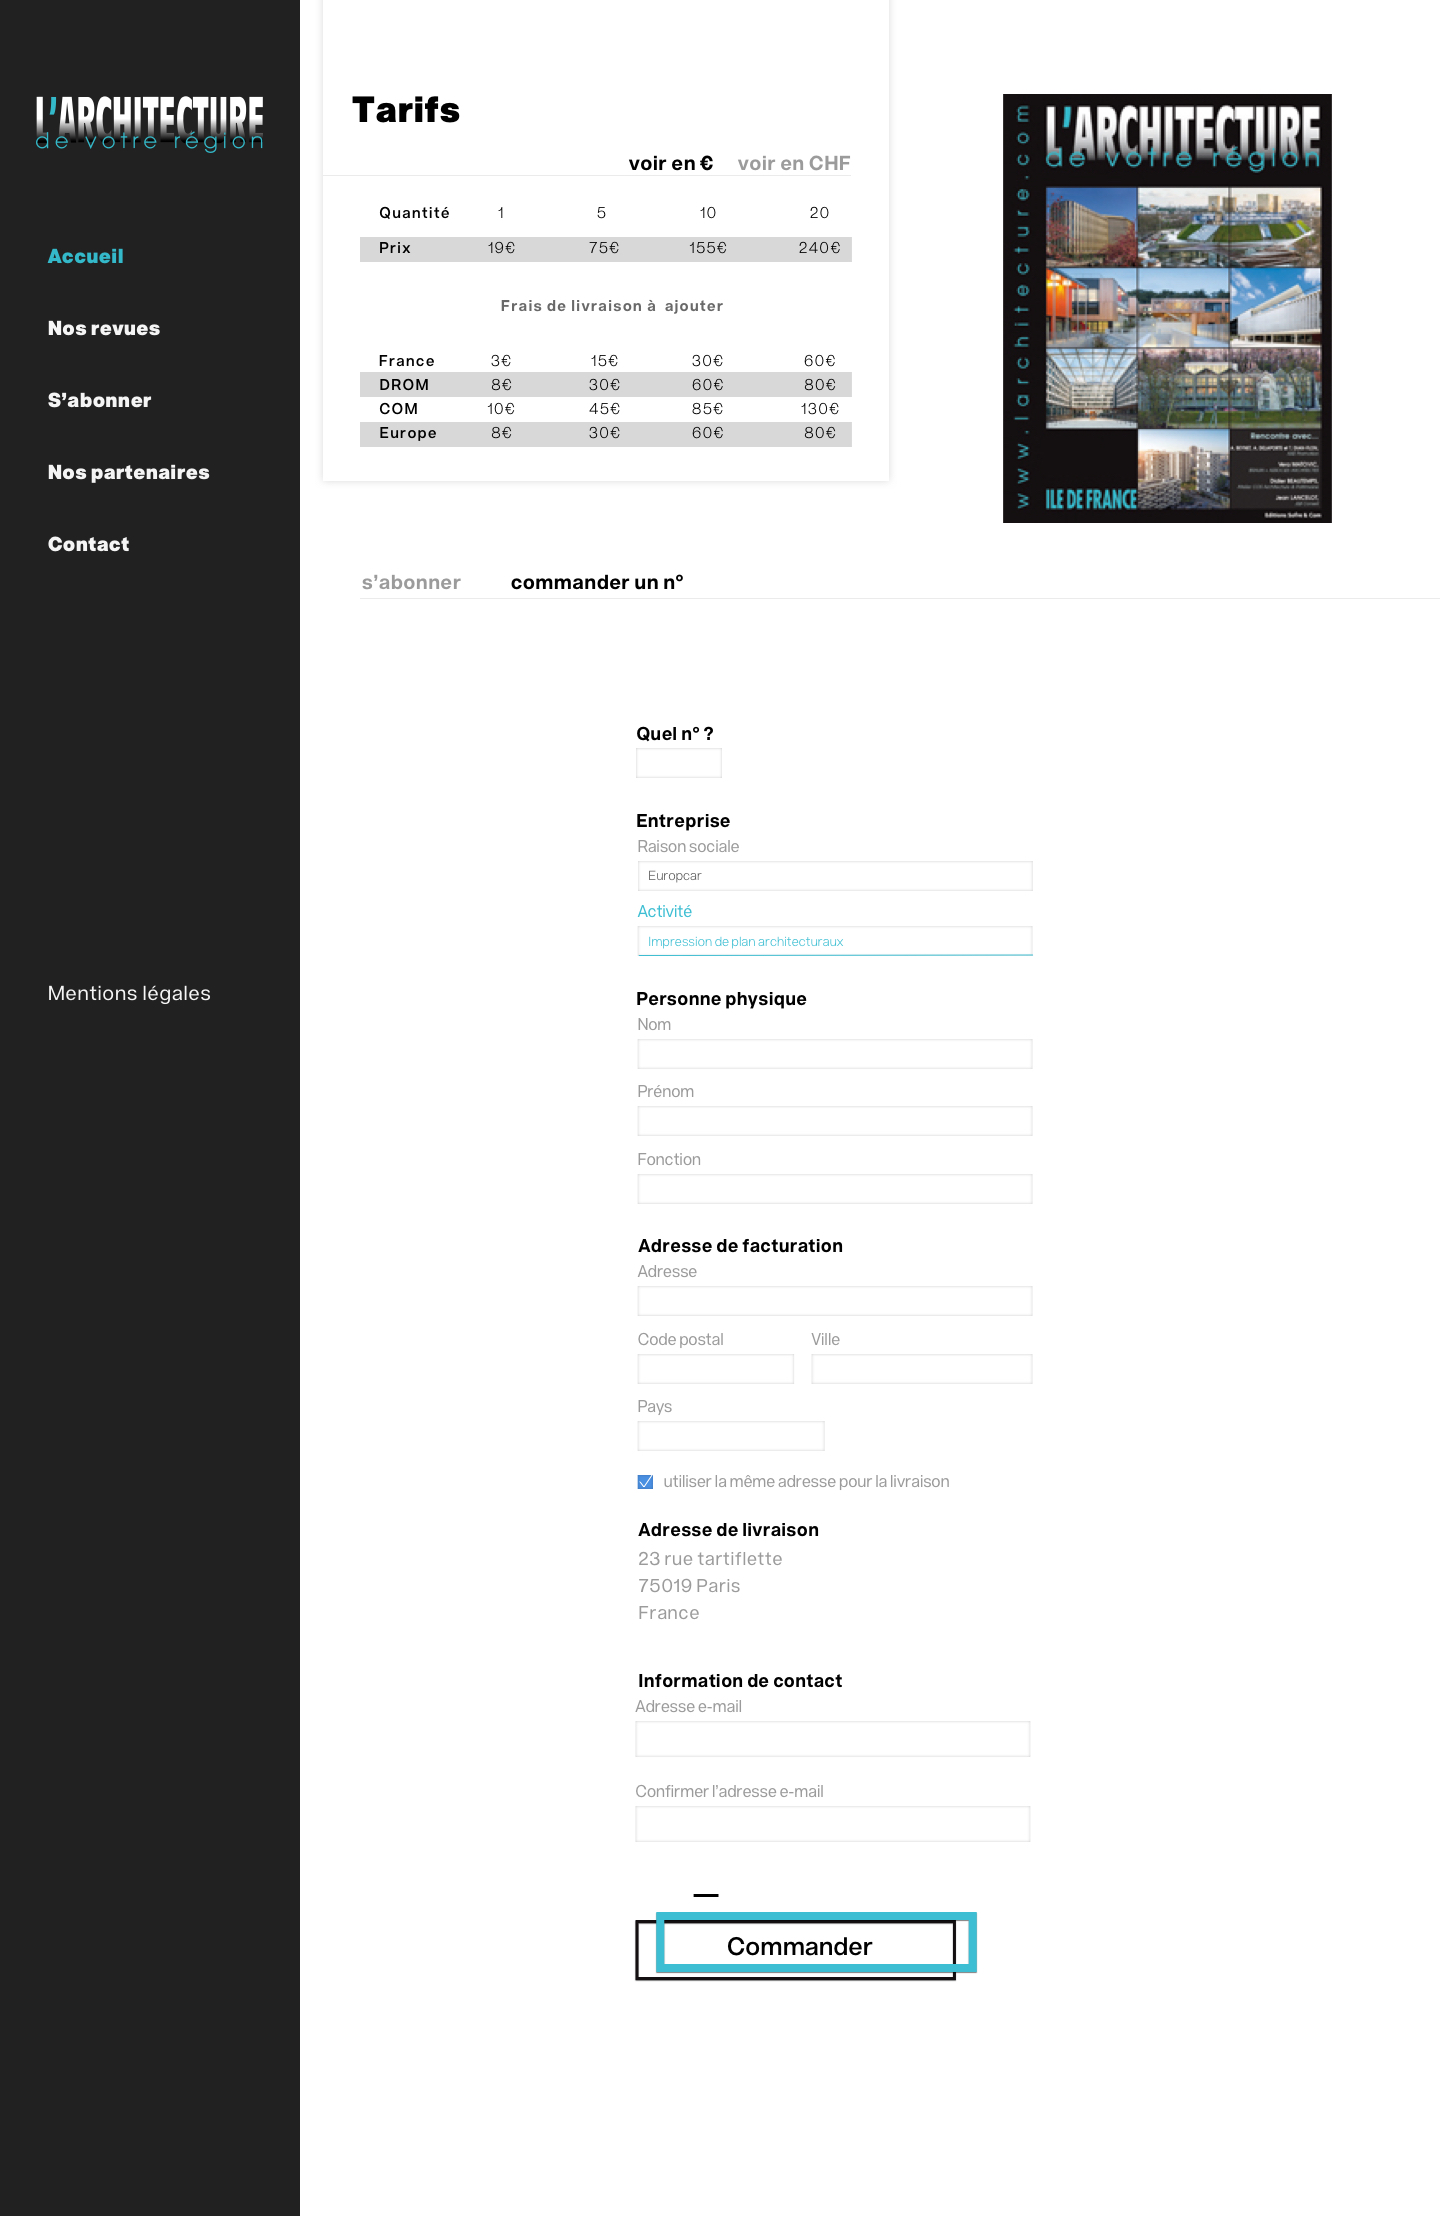 L'ARCHITECTURE
de votre région
Accueil
Nos revues
S'abonner
Nos partenaires
Contact
Mentions légales
Tarifs
voir en € voir en CHF
Quantité 1 5 10 20
Prix 19€ 75€ 155€ 240€
Frais de livraison à ajouter
France 3€ 15€ 30€ 60€
DROM 8€ 30€ 60€ 80€
COM 10€ 45€ 85€ 130€
Europe 8€ 30€ 60€ 80€
www.larchitecture.com
L'ARCHITECTURE
de votre région
Rencontre avec...
Didier BEAUTEMPS,
Jean LANCELOT,
ILE DE FRANCE
s'abonner commander un n°
Quel n° ?
Entreprise
Raison sociale
Europcar
Activité
Impression de plan architecturaux
Personne physique
Nom
Prénom
Fonction
Adresse de facturation
Adresse
Code postal Ville
Pays
utiliser la même adresse pour la livraison
Adresse de livraison
23 rue tartiflette
75019 Paris
France
Information de contact
Adresse e-mail
Confirmer l'adresse e-mail
Commander